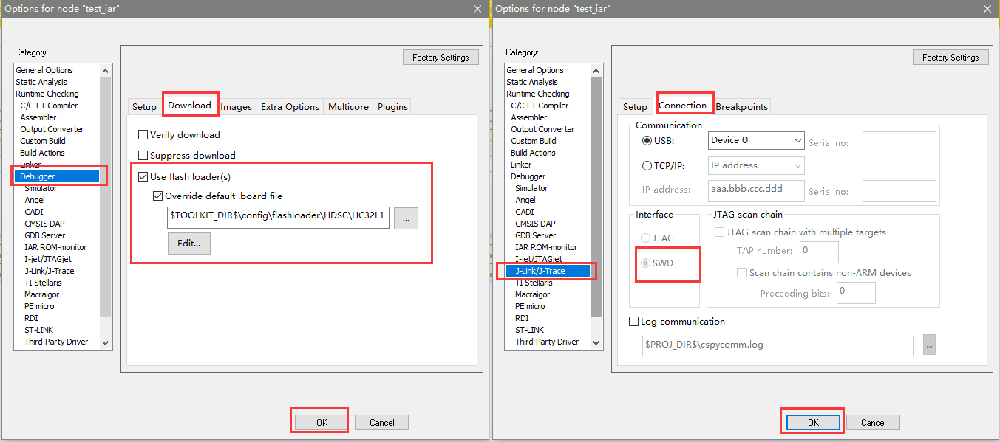 Options for node "test_iar"
Category:
General Options
Static Analysis
Runtime Checking
C/C++ Compiler
Assembler
Output Converter
Custom Build
Build Actions
Linker
Debugger
Simulator
Angel
CADI
CMSIS DAP
GDB Server
IAR ROM-monitor
I-jet/JTAGjet
J-Link/J-Trace
TI Stellaris
Macraigor
PE micro
RDI
ST-LINK
Third-Party Driver
Factory Settings
Setup Download Images Extra Options Multicore Plugins
Verify download
Suppress download
Use flash loader(s)
Override default .board file
$TOOLKIT_DIR$\config\flashloader\HDSC\HC32L11
...
Edit...
OK Cancel
Options for node "test_iar"
Category:
General Options
Static Analysis
Runtime Checking
C/C++ Compiler
Assembler
Output Converter
Custom Build
Build Actions
Linker
Debugger
Simulator
Angel
CADI
CMSIS DAP
GDB Server
IAR ROM-monitor
I-jet/JTAGjet
J-Link/J-Trace
TI Stellaris
Macraigor
PE micro
RDI
ST-LINK
Third-Party Driver
Factory Settings
Setup Connection Breakpoints
Communication
USB: Device 0 Serial no:
TCP/IP: IP address
IP address: aaa.bbb.ccc.ddd Serial no:
Interface
JTAG
SWD
JTAG scan chain
JTAG scan chain with multiple targets
TAP number: 0
Scan chain contains non-ARM devices
Preceeding bits: 0
Log communication
$PROJ_DIR$\cspycomm.log
...
OK Cancel